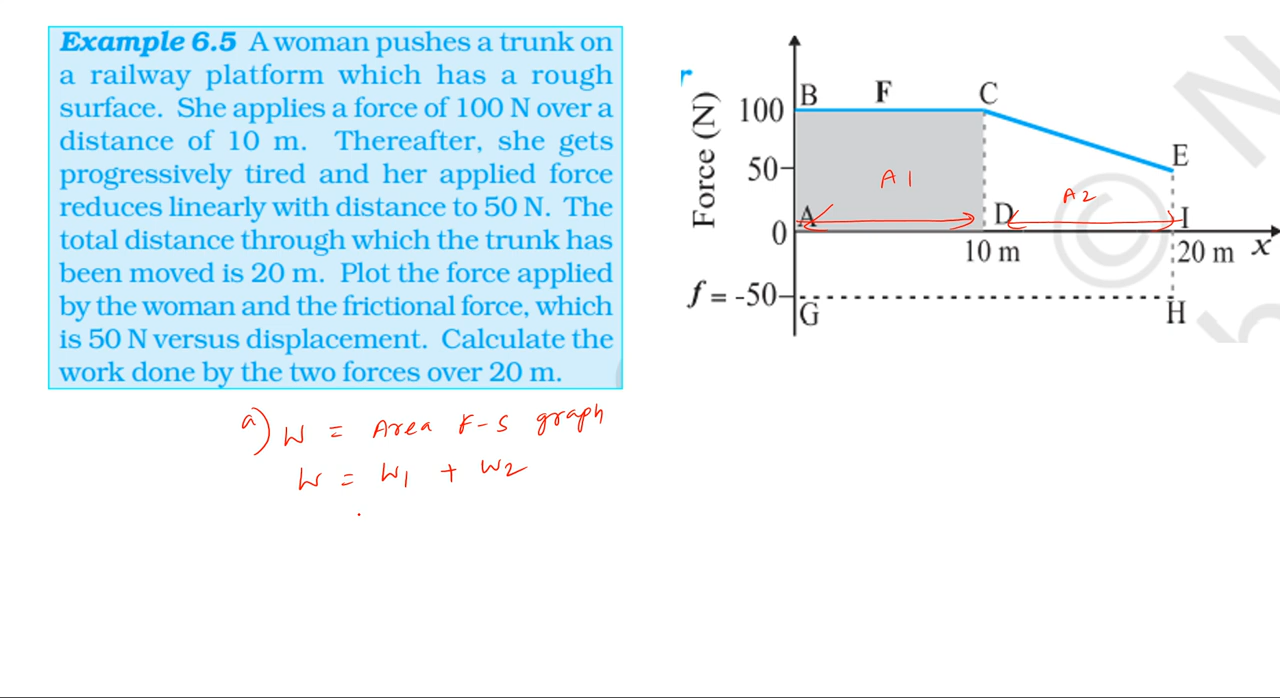 Example 6.5 A woman pushes a trunk on
a railway platform which has a rough
surface. She applies a force of 100 N over a
distance of 10 m. Thereafter, she gets
progressively tired and her applied force
reduces linearly with distance to 50 N. The
total distance through which the trunk has
been moved is 20 m. Plot the force applied
by the woman and the frictional force, which
is 50 N versus displacement. Calculate the
work done by the two forces over 20 m.
a) W = Area F-S graph
W = W1 + W2
Force (N)
100 B F C
50 E
A1 A2
A D I
0
10 m 20 m x
f = -50
G H
©
N